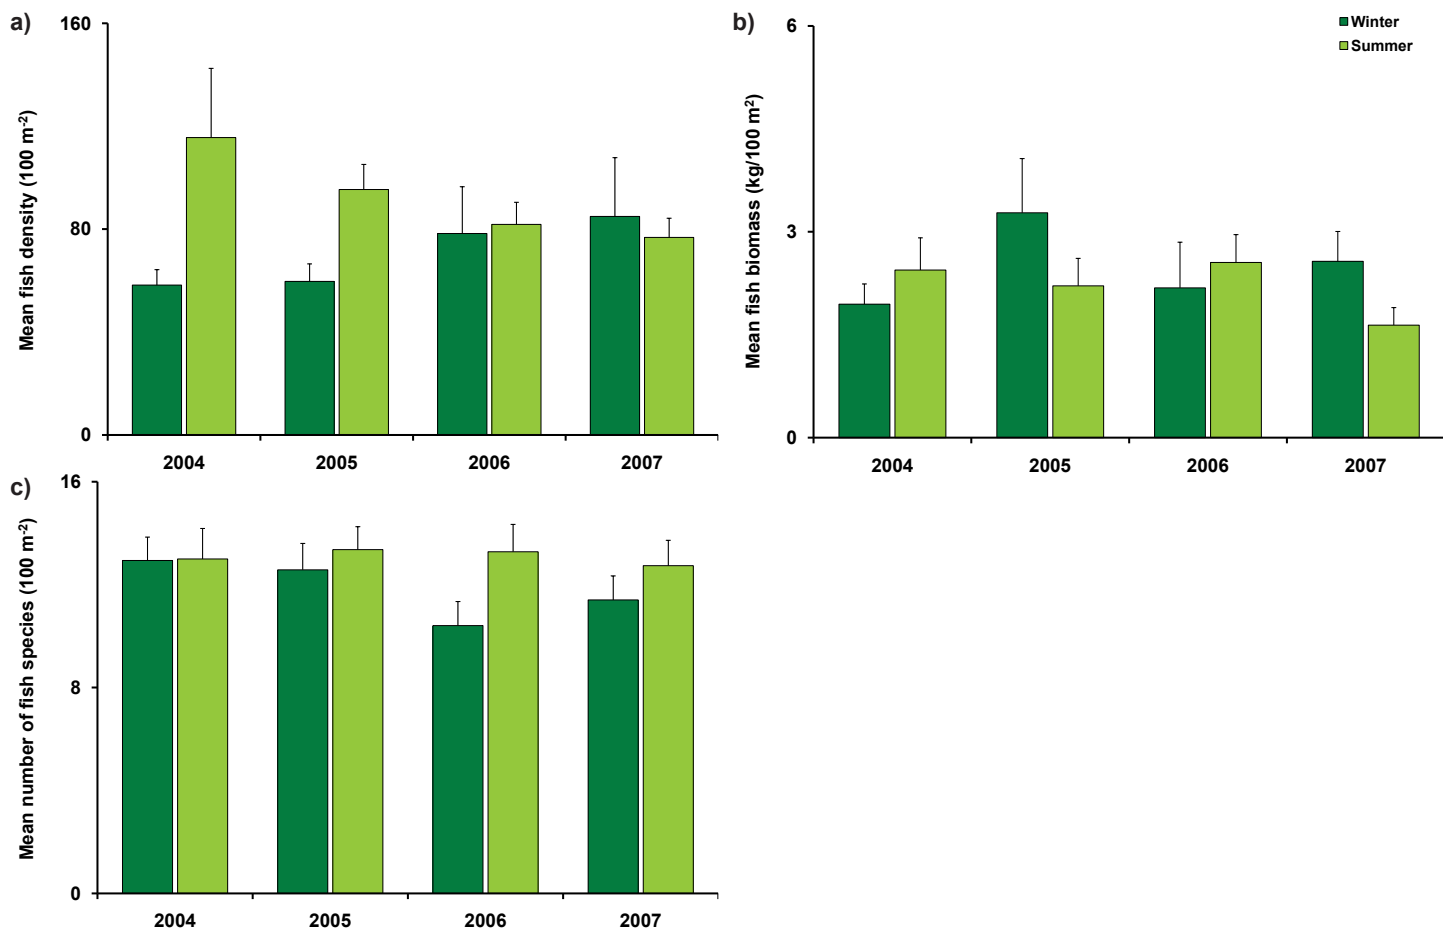 a)
160
80
0
Mean fish density (100 m-2)
2004 2005 2006 2007
b)
6
3
0
Mean fish biomass (kg/100 m2)
Winter
Summer
2004 2005 2006 2007
c)
16
8
0
Mean number of fish species (100 m-2)
2004 2005 2006 2007